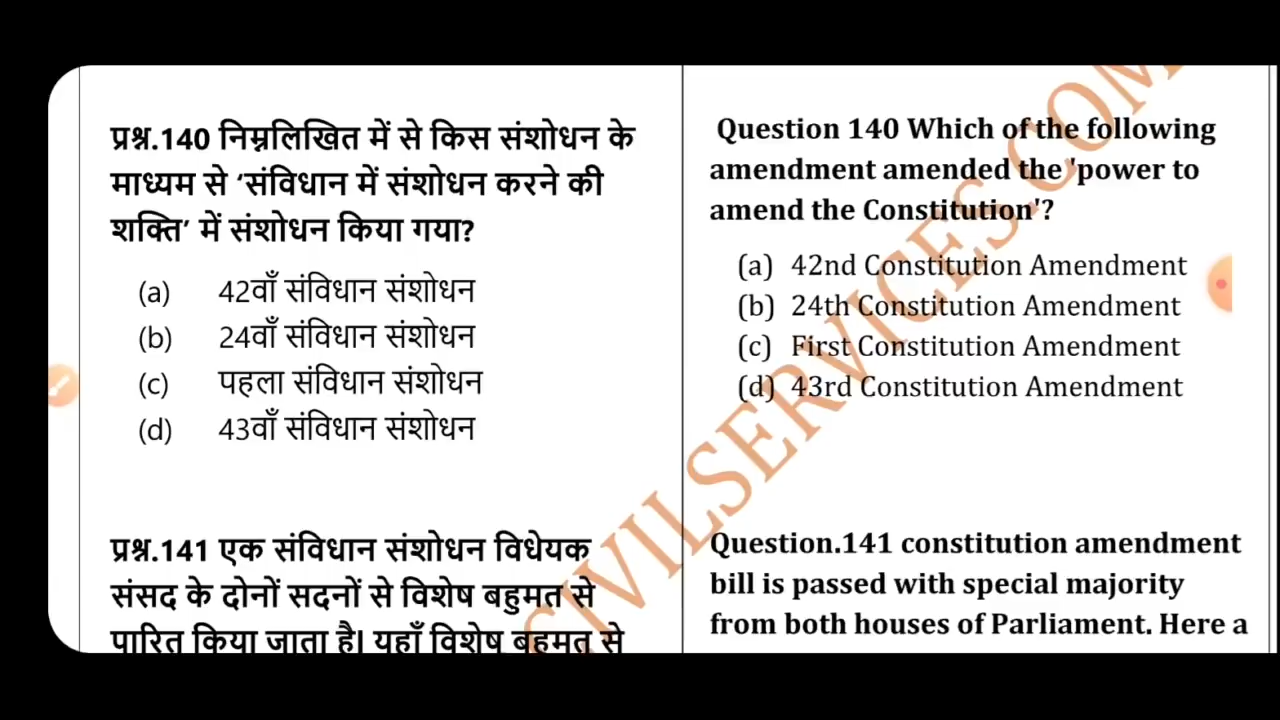 प्रश्न.140 निम्नलिखित में से किस संशोधन के
माध्यम से ‘संविधान में संशोधन करने की
शक्ति’ में संशोधन किया गया?
(a) 42वाँ संविधान संशोधन
(b) 24वाँ संविधान संशोधन
(c) पहला संविधान संशोधन
(d) 43वाँ संविधान संशोधन
प्रश्न.141 एक संविधान संशोधन विधेयक
संसद के दोनों सदनों से विशेष बहुमत से
पारित किया जाता है। यहाँ विशेष बहुमत से
Question 140 Which of the following
amendment amended the 'power to
amend the Constitution'?
(a) 42nd Constitution Amendment
(b) 24th Constitution Amendment
(c) First Constitution Amendment
(d) 43rd Constitution Amendment
Question.141 constitution amendment
bill is passed with special majority
from both houses of Parliament. Here a
CIVILSERVICES.COM